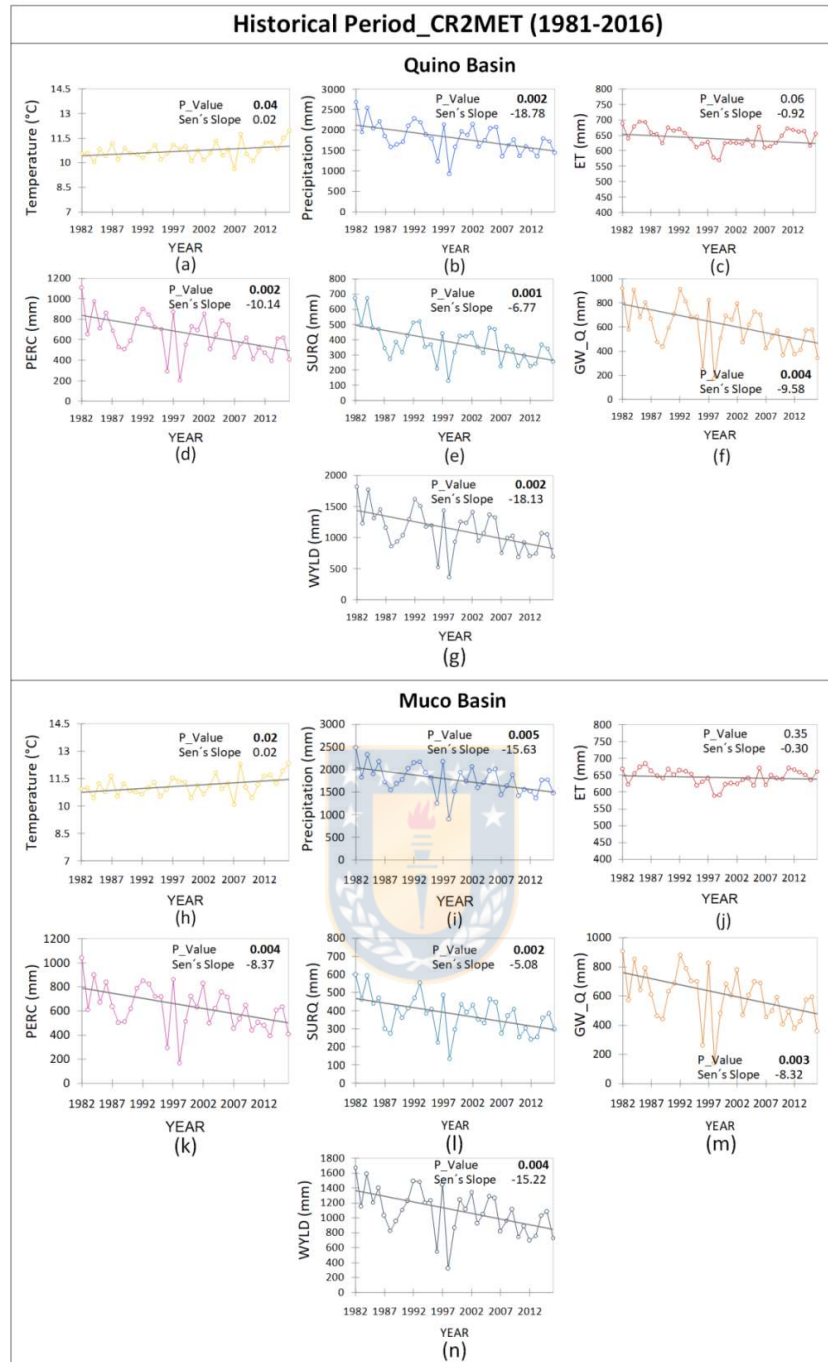 Historical Period_CR2MET (1981-2016)
Quino Basin
Temperature (°C)
14.5
13
11.5
10
8.5
7
P_Value 0.04
Sen´s Slope 0.02
1982 1987 1992 1997 2002 2007 2012
YEAR
(a)
Precipitation (mm)
3000
2500
2000
1500
1000
500
0
P_Value 0.002
Sen´s Slope -18.78
1982 1987 1992 1997 2002 2007 2012
YEAR
(b)
ET (mm)
800
750
700
650
600
550
500
450
400
P_Value 0.06
Sen´s Slope -0.92
1982 1987 1992 1997 2002 2007 2012
YEAR
(c)
PERC (mm)
1200
1000
800
600
400
200
0
P_Value 0.002
Sen´s Slope -10.14
1982 1987 1992 1997 2002 2007 2012
YEAR
(d)
SURQ (mm)
800
700
600
500
400
300
200
100
0
P_Value 0.001
Sen´s Slope -6.77
1982 1987 1992 1997 2002 2007 2012
YEAR
(e)
GW_Q (mm)
1000
800
600
400
200
0
P_Value 0.004
Sen´s Slope -9.58
1982 1987 1992 1997 2002 2007 2012
YEAR
(f)
WYLD (mm)
2000
1500
1000
500
0
P_Value 0.002
Sen´s Slope -18.13
1982 1987 1992 1997 2002 2007 2012
YEAR
(g)
Muco Basin
Temperature (°C)
14.5
13
11.5
10
8.5
7
P_Value 0.02
Sen´s Slope 0.02
1982 1987 1992 1997 2002 2007 2012
YEAR
(h)
Precipitation (mm)
3000
2500
2000
1500
1000
500
0
P_Value 0.005
Sen´s Slope -15.63
1982 1987 1992 1997 2002 2007 2012
YEAR
(i)
ET (mm)
800
750
700
650
600
550
500
450
400
P_Value 0.35
Sen´s Slope -0.30
1982 1987 1992 1997 2002 2007 2012
YEAR
(j)
PERC (mm)
1200
1000
800
600
400
200
0
P_Value 0.004
Sen´s Slope -8.37
1982 1987 1992 1997 2002 2007 2012
YEAR
(k)
SURQ (mm)
800
700
600
500
400
300
200
100
0
P_Value 0.002
Sen´s Slope -5.08
1982 1987 1992 1997 2002 2007 2012
YEAR
(l)
GW_Q (mm)
1000
800
600
400
200
0
P_Value 0.003
Sen´s Slope -8.32
1982 1987 1992 1997 2002 2007 2012
YEAR
(m)
WYLD (mm)
1800
1600
1400
1200
1000
800
600
400
200
0
P_Value 0.004
Sen´s Slope -15.22
1982 1987 1992 1997 2002 2007 2012
YEAR
(n)